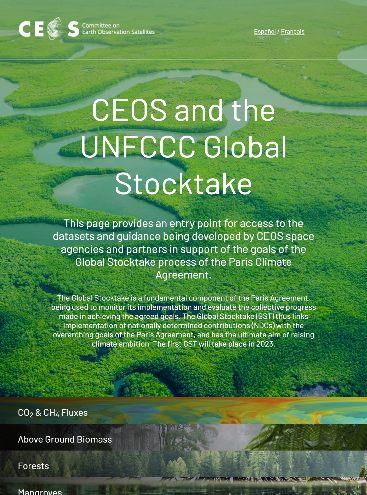 CEOS Committee on
Earth Observation Satellites
Español / Français
CEOS and the
UNFCCC Global
Stocktake
This page provides an entry point for access to the
datasets and guidance being developed by CEOS space
agencies and partners in support of the goals of the
Global Stocktake process of the Paris Climate
Agreement.
The Global Stocktake is a fundamental component of the Paris Agreement,
being used to monitor its implementation and evaluate the collective progress
made in achieving the agreed goals. The Global Stocktake (GST) thus links
implementation of nationally determined contributions (NDCs) with the
overarching goals of the Paris Agreement, and has the ultimate aim of raising
climate ambition. The first GST will take place in 2023.
CO₂ & CH₄ Fluxes
Above Ground Biomass
Forests
Mangroves